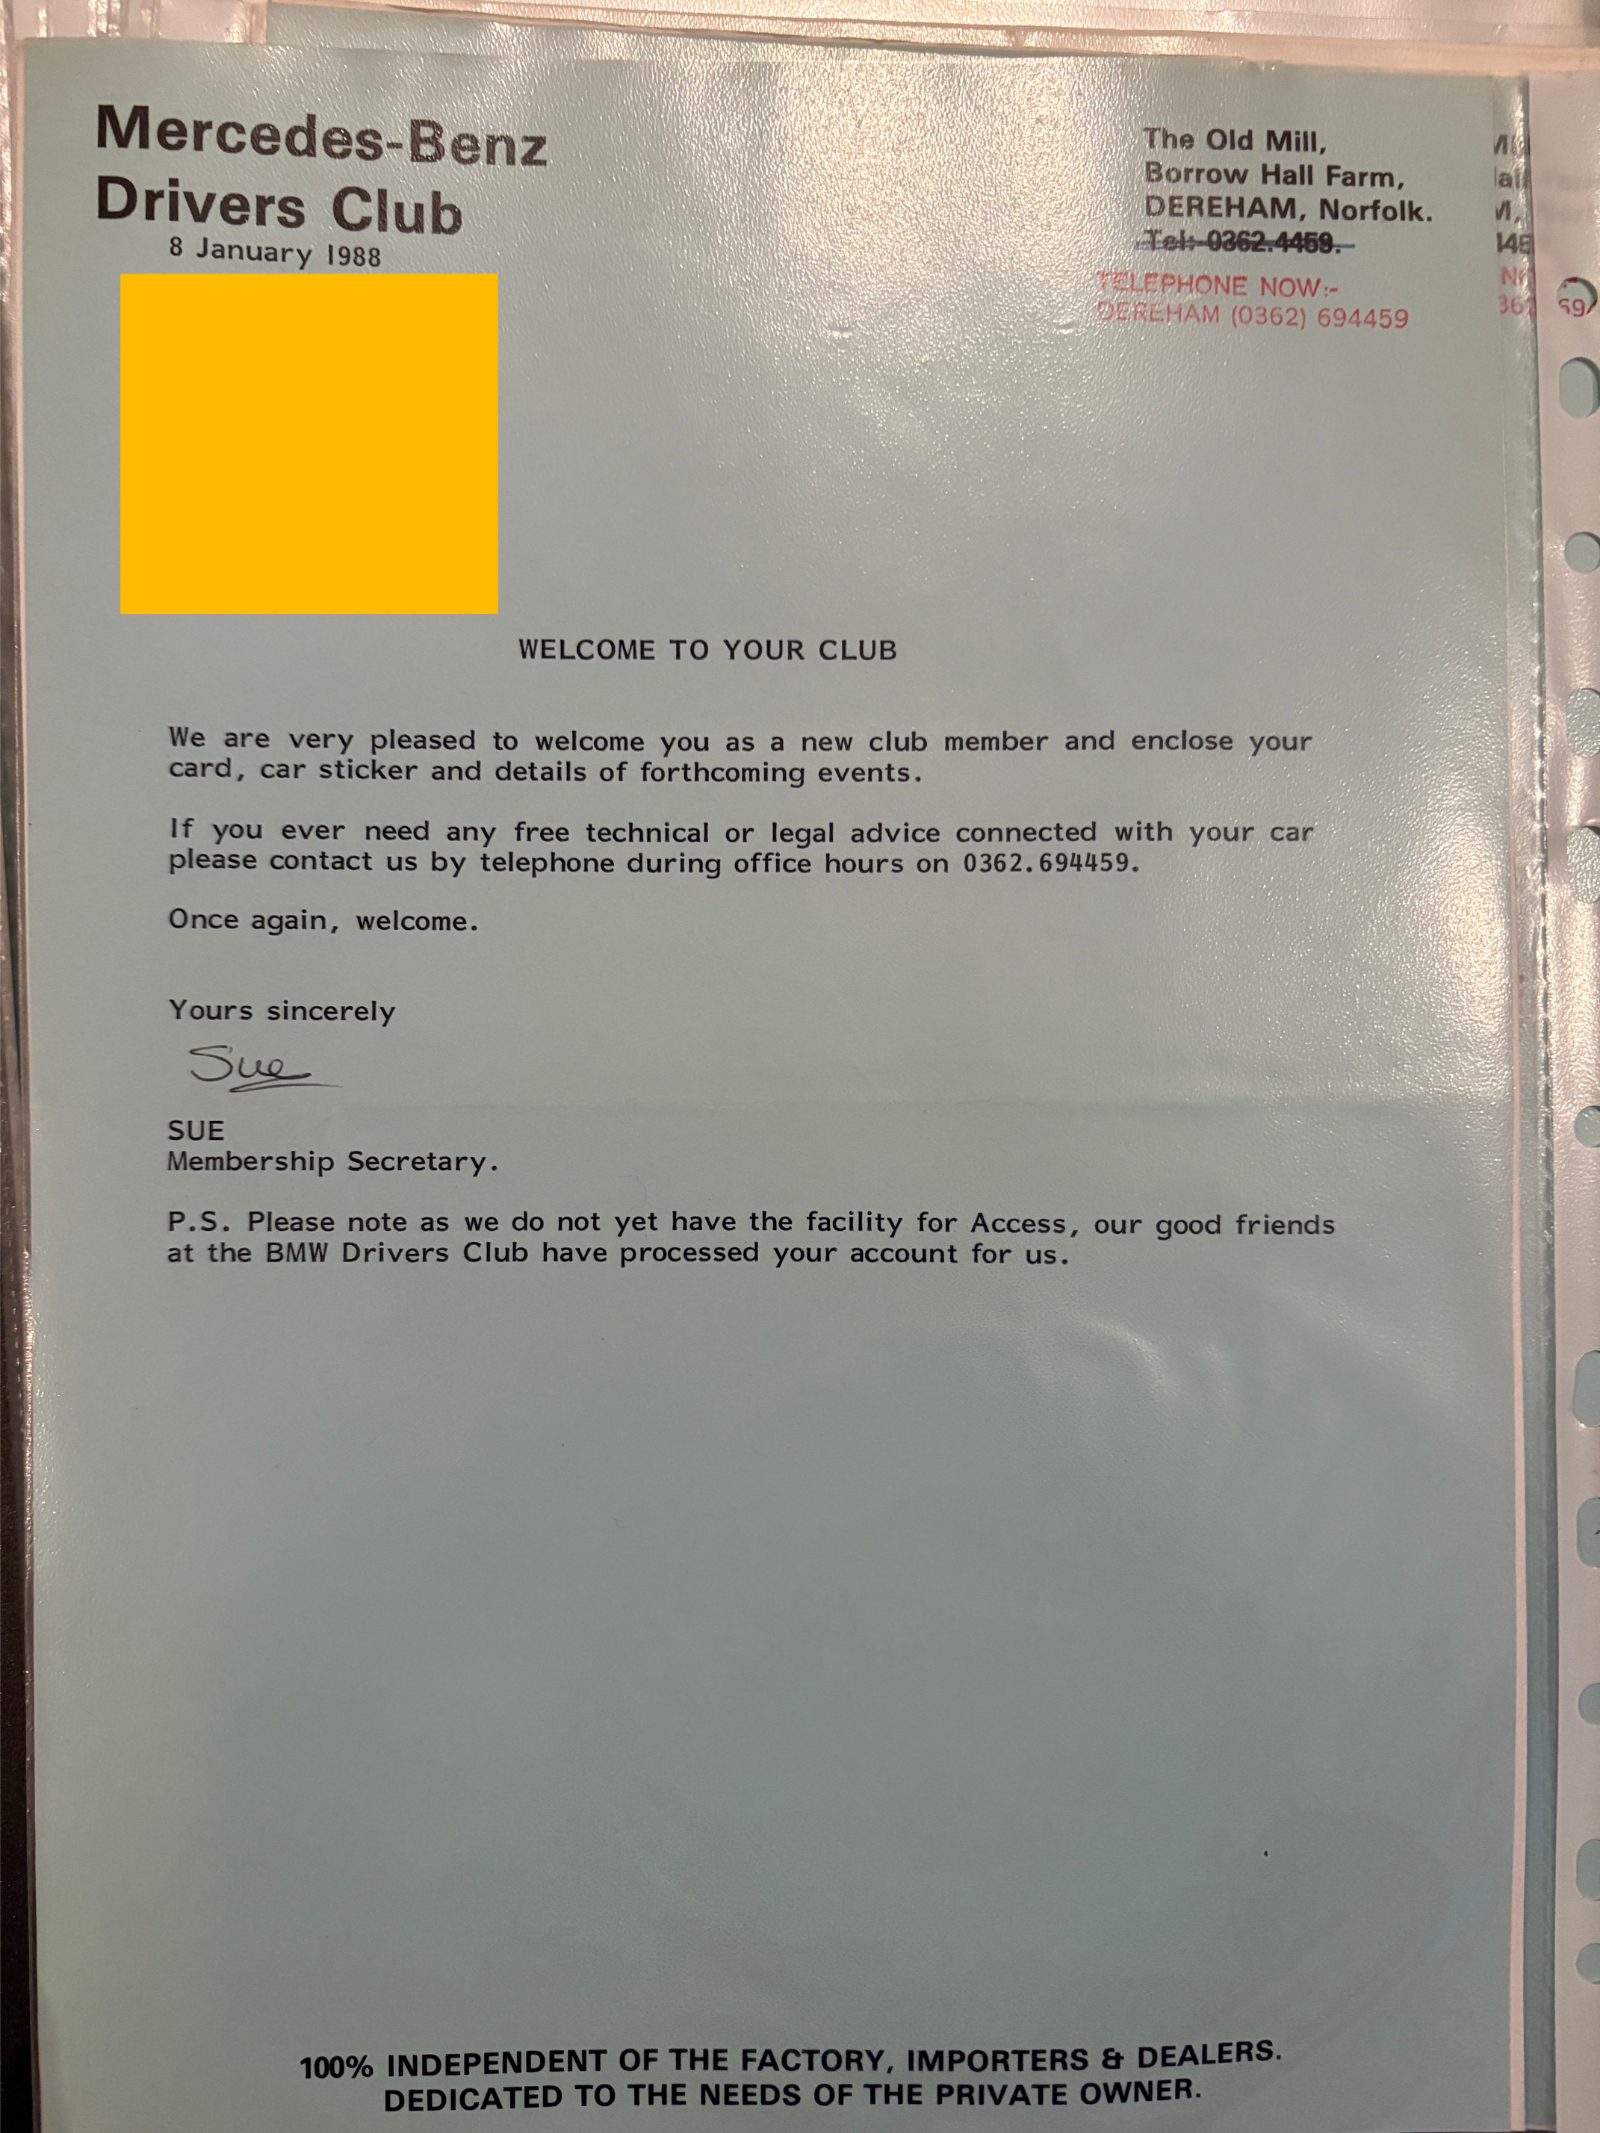 Mercedes-Benz
Drivers Club
8 January 1988
The Old Mill,
Borrow Hall Farm,
DEREHAM, Norfolk.
Tel: 0362.4459.
TELEPHONE NOW:-
DEREHAM (0362) 694459
WELCOME TO YOUR CLUB
We are very pleased to welcome you as a new club member and enclose your
card, car sticker and details of forthcoming events.
If you ever need any free technical or legal advice connected with your car
please contact us by telephone during office hours on 0362.694459.
Once again, welcome.
Yours sincerely
Sue
SUE
Membership Secretary.
P.S. Please note as we do not yet have the facility for Access, our good friends
at the BMW Drivers Club have processed your account for us.
100% INDEPENDENT OF THE FACTORY, IMPORTERS & DEALERS.
DEDICATED TO THE NEEDS OF THE PRIVATE OWNER.